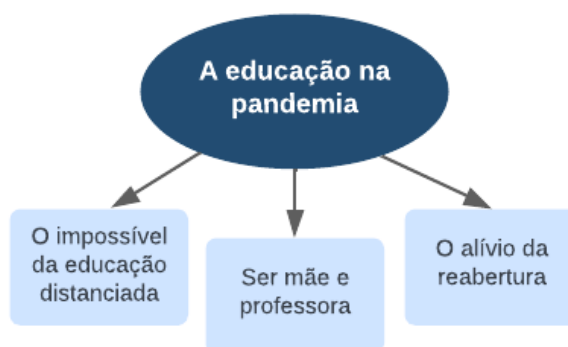 A educação na
pandemia
O impossível
da educação
distanciada
Ser mãe e
professora
O alívio da
reabertura